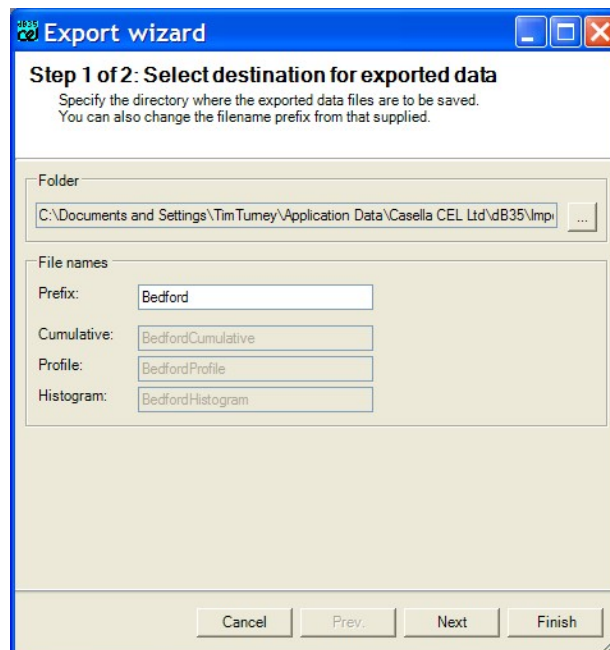 dB35
cel Export wizard
Step 1 of 2: Select destination for exported data
Specify the directory where the exported data files are to be saved.
You can also change the filename prefix from that supplied.
Folder
C:\Documents and Settings\TimTurney\Application Data\Casella CEL Ltd\dB35\Imp
...
File names
Prefix: Bedford
Cumulative: BedfordCumulative
Profile: BedfordProfile
Histogram: BedfordHistogram
Cancel Prev. Next Finish